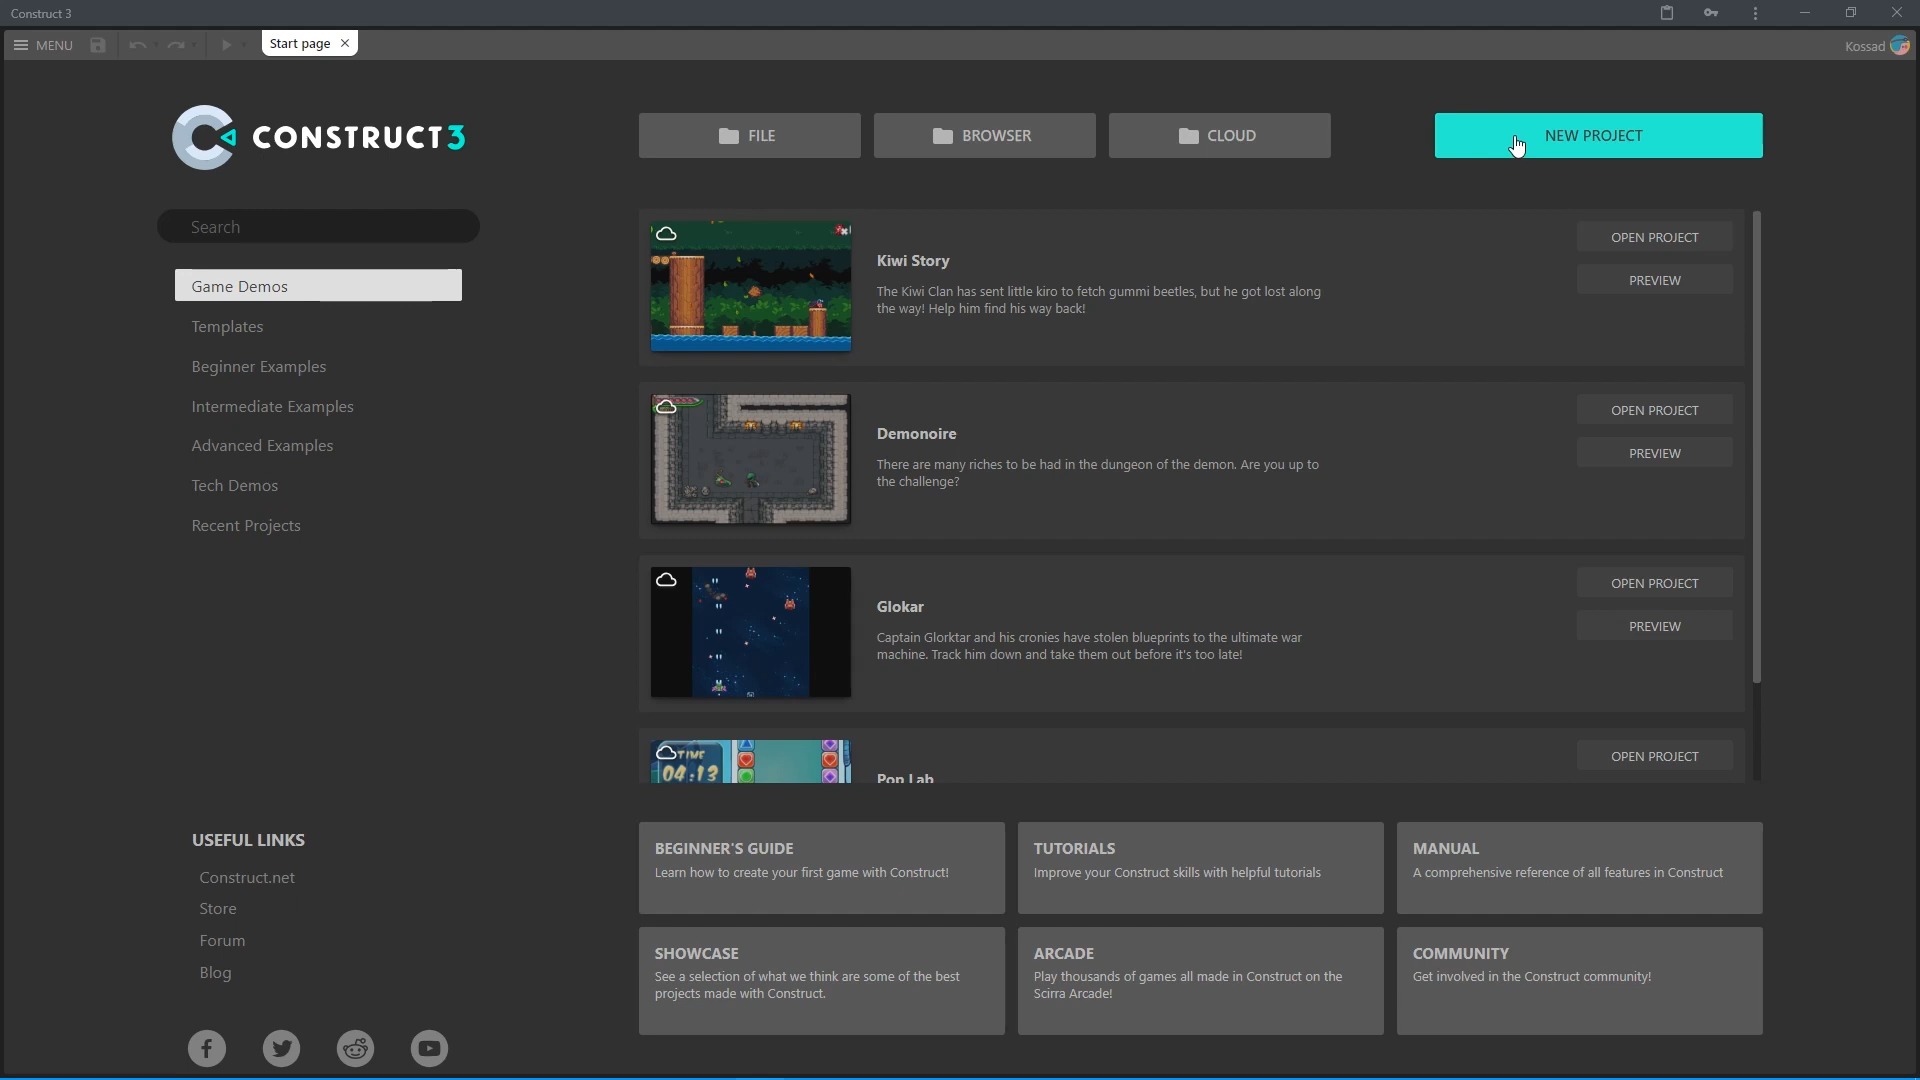 Construct 3
MENU
Start page
Kossad
CONSTRUCT 3
FILE
BROWSER
CLOUD
NEW PROJECT
Search
Game Demos
Templates
Beginner Examples
Intermediate Examples
Advanced Examples
Tech Demos
Recent Projects
Kiwi Story
The Kiwi Clan has sent little kiro to fetch gummi beetles, but he got lost along
the way! Help him find his way back!
OPEN PROJECT
PREVIEW
Demonoire
There are many riches to be had in the dungeon of the demon. Are you up to
the challenge?
OPEN PROJECT
PREVIEW
Glokar
Captain Glorktar and his cronies have stolen blueprints to the ultimate war
machine. Track him down and take them out before it's too late!
OPEN PROJECT
PREVIEW
TIME
04:13
Pop Lab
OPEN PROJECT
USEFUL LINKS
Construct.net
Store
Forum
Blog
BEGINNER'S GUIDE
Learn how to create your first game with Construct!
TUTORIALS
Improve your Construct skills with helpful tutorials
MANUAL
A comprehensive reference of all features in Construct
SHOWCASE
See a selection of what we think are some of the best
projects made with Construct.
ARCADE
Play thousands of games all made in Construct on the
Scirra Arcade!
COMMUNITY
Get involved in the Construct community!